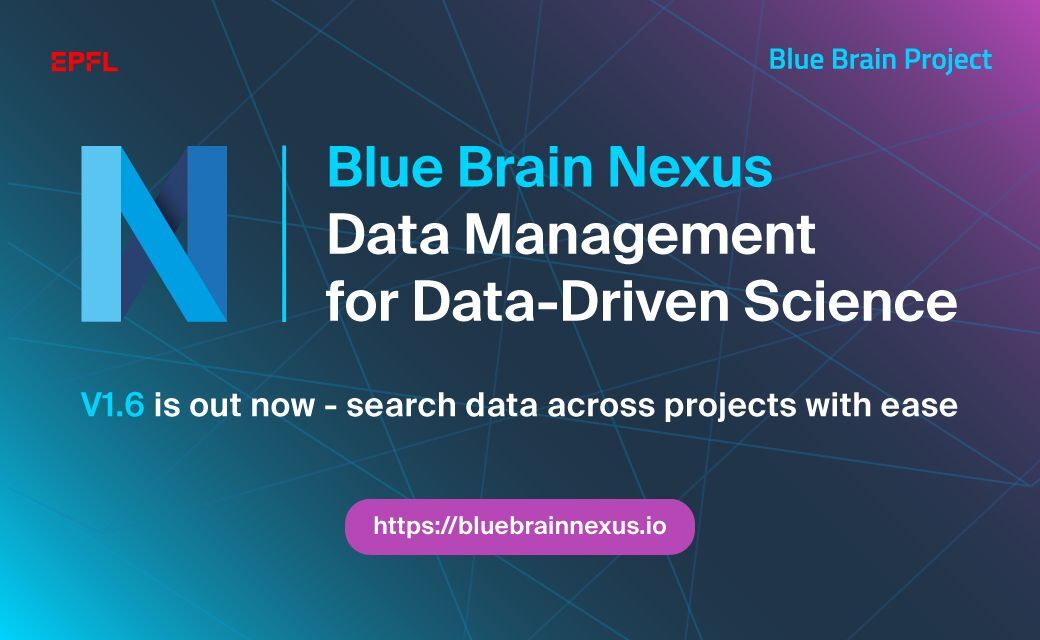 EPFL
Blue Brain Project
N
Blue Brain Nexus
Data Management
for Data-Driven Science
V1.6 is out now - search data across projects with ease
https://bluebrainnexus.io